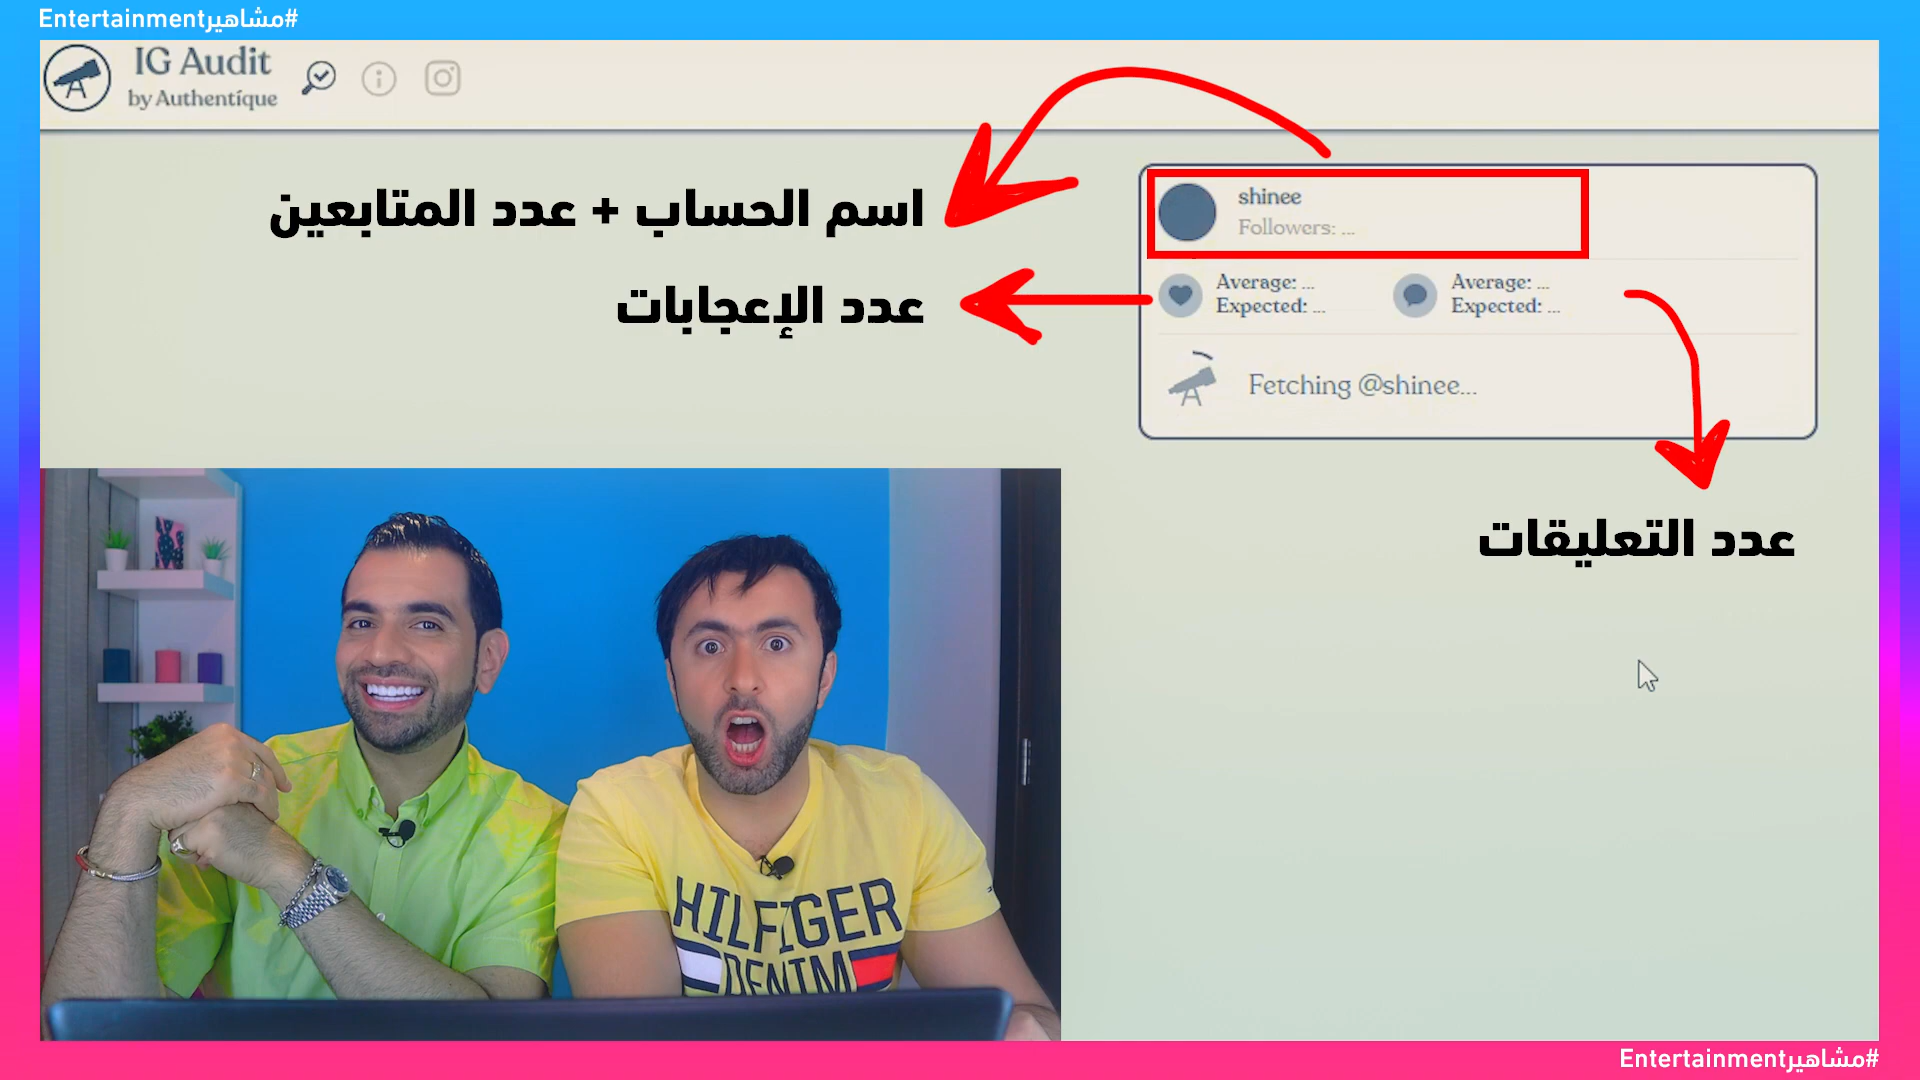 #مشاهيرEntertainment
IG Audit
by Authentíque
shinee
Followers: ...
Average: ...
Expected: ...
Average: ...
Expected: ...
Fetching @shinee...
اسم الحساب + عدد المتابعين
عدد الإعجابات
عدد التعليقات
HILFIGER
DENIM
#مشاهيرEntertainment